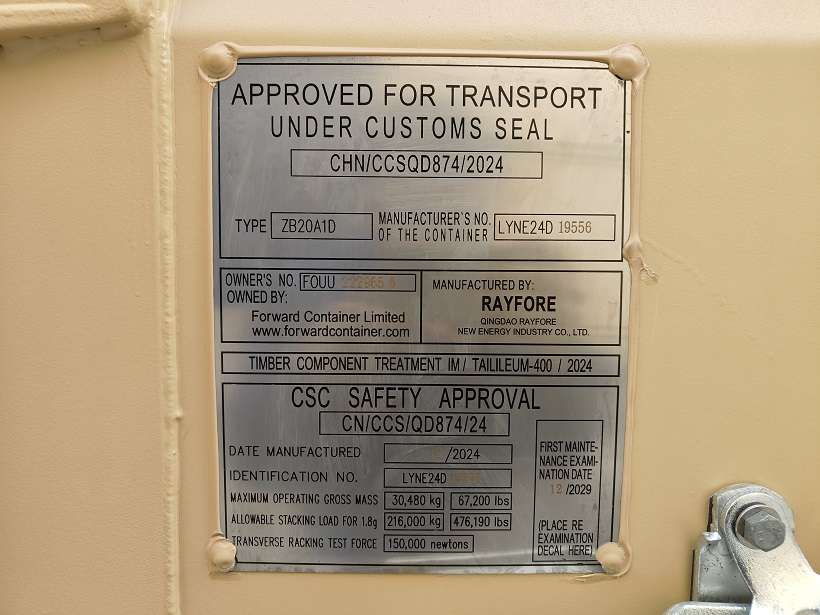 APPROVED FOR TRANSPORT
UNDER CUSTOMS SEAL
CHN/CCSQD874/2024
TYPE ZB20A1D
MANUFACTURER'S NO.
OF THE CONTAINER
LYNE24D 19556
OWNER'S NO. FOUU
OWNED BY:
Forward Container Limited
www.forwardcontainer.com
MANUFACTURED BY:
RAYFORE
QINGDAO RAYFORE
NEW ENERGY INDUSTRY CO., LTD.
TIMBER COMPONENT TREATMENT IM / TAILILEUM-400 / 2024
CSC SAFETY APPROVAL
CN/CCS/QD874/24
DATE MANUFACTURED /2024
IDENTIFICATION NO. LYNE24D
MAXIMUM OPERATING GROSS MASS 30,480 kg 67,200 lbs
ALLOWABLE STACKING LOAD FOR 1.8g 216,000 kg 476,190 lbs
TRANSVERSE RACKING TEST FORCE 150,000 newtons
FIRST MAINTE-
NANCE EXAMI-
NATION DATE
12 /2029
(PLACE RE
EXAMINATION
DECAL HERE)